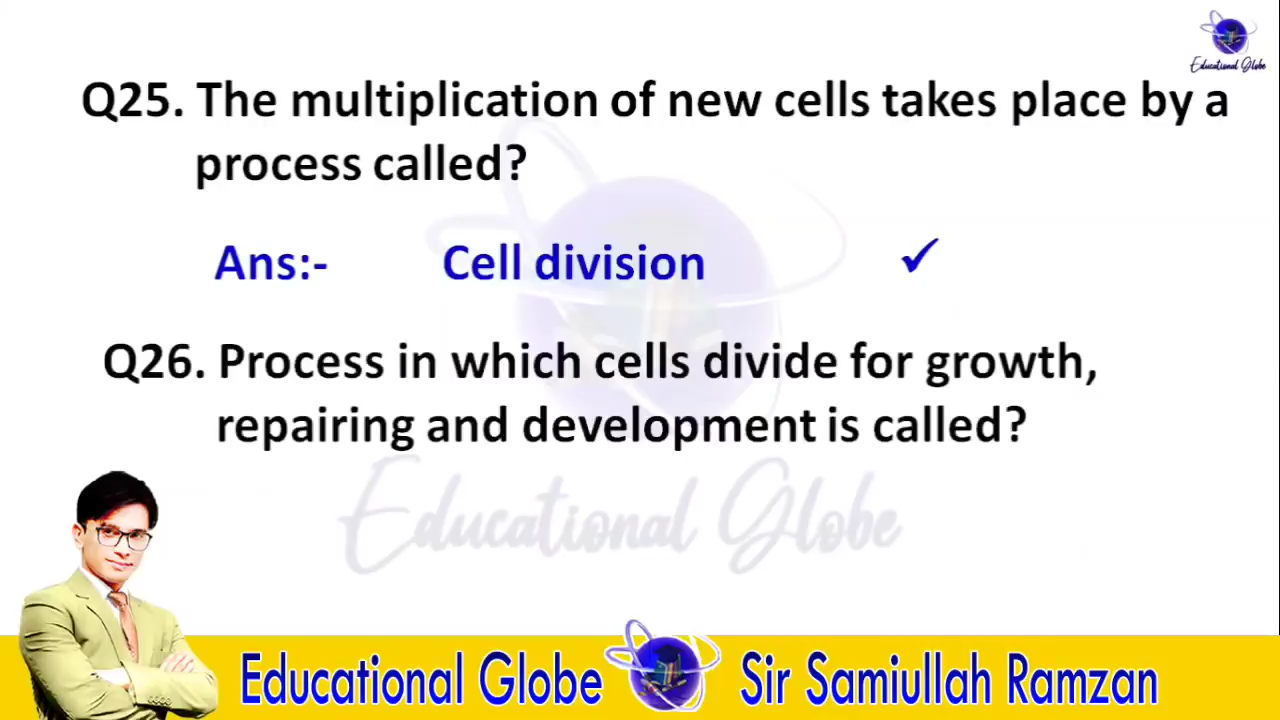 Educational Globe
Q25. The multiplication of new cells takes place by a
process called?
Ans:- Cell division ✓
Q26. Process in which cells divide for growth,
repairing and development is called?
Educational Globe
Educational Globe Sir Samiullah Ramzan